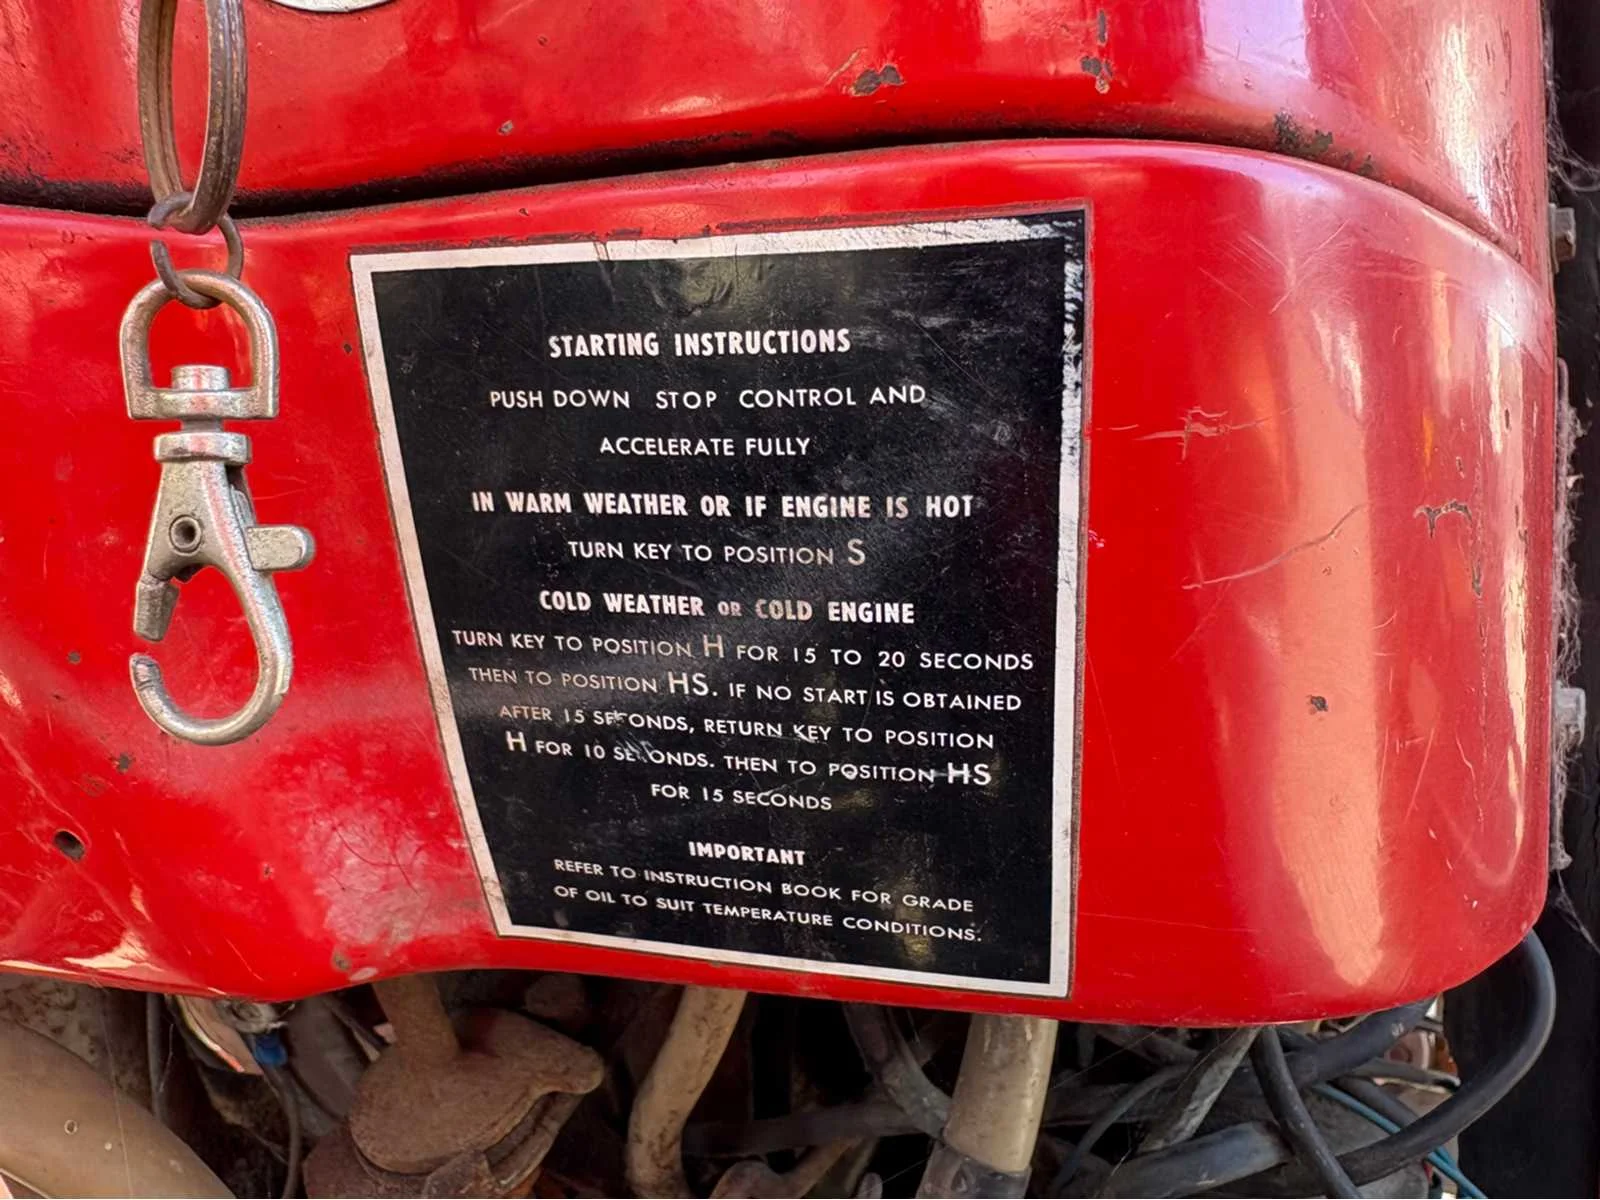 STARTING INSTRUCTIONS
PUSH DOWN STOP CONTROL AND
ACCELERATE FULLY
IN WARM WEATHER OR IF ENGINE IS HOT
TURN KEY TO POSITION S
COLD WEATHER OR COLD ENGINE
TURN KEY TO POSITION H FOR 15 TO 20 SECONDS
THEN TO POSITION HS. IF NO START IS OBTAINED
AFTER 15 SECONDS, RETURN KEY TO POSITION
H FOR 10 SECONDS. THEN TO POSITION HS
FOR 15 SECONDS
IMPORTANT
REFER TO INSTRUCTION BOOK FOR GRADE
OF OIL TO SUIT TEMPERATURE CONDITIONS.